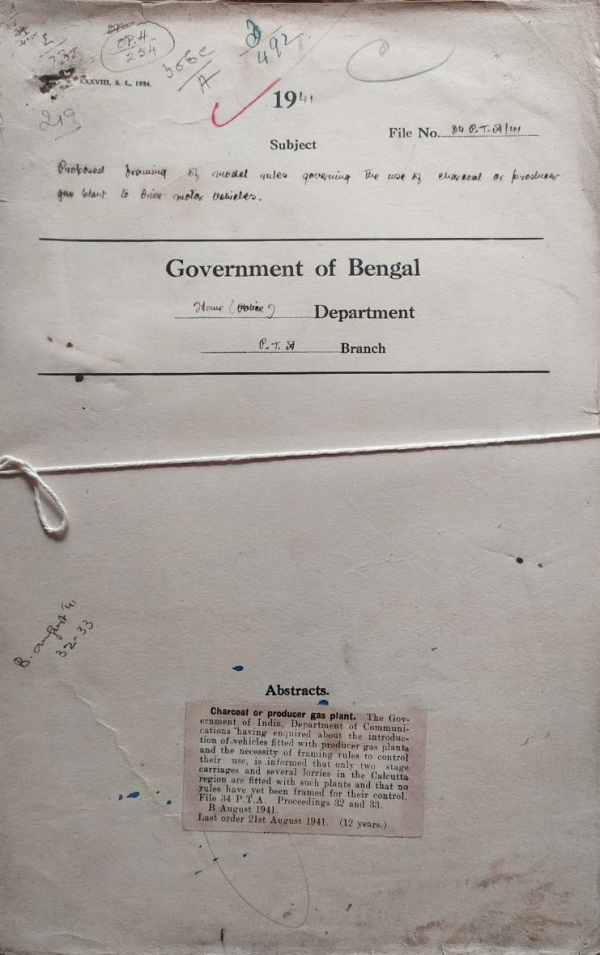 OP.H
254
356C
A
492
XXXVIII, S. L., 1934.
219
1941
File No. 34 P.T.A/41
Subject
Proposed framing of model rules governing the use of charcoal or producer
gas plant to drive motor vehicles.
Government of Bengal
Home (Police) Department
P.T. A Branch
B. August '41
32-33
Abstracts.
Charcoal or producer gas plant. The Gov-
ernment of India, Department of Communi-
cations having enquired about the introduc-
tion of vehicles fitted with producer gas plants
and the necessity of framing rules to control
their use, is informed that only two stage
carriages and several lorries in the Calcutta
region are fitted with such plants and that no
rules have yet been framed for their control.
File 34 P.T.A. Proceedings 32 and 33.
B August 1941.
Last order 21st August 1941. (12 years.)